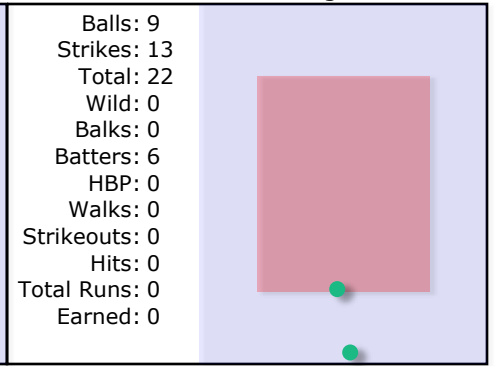 Balls: 9
Strikes: 13
Total: 22
Wild: 0
Balks: 0
Batters: 6
HBP: 0
Walks: 0
Strikeouts: 0
Hits: 0
Total Runs: 0
Earned: 0